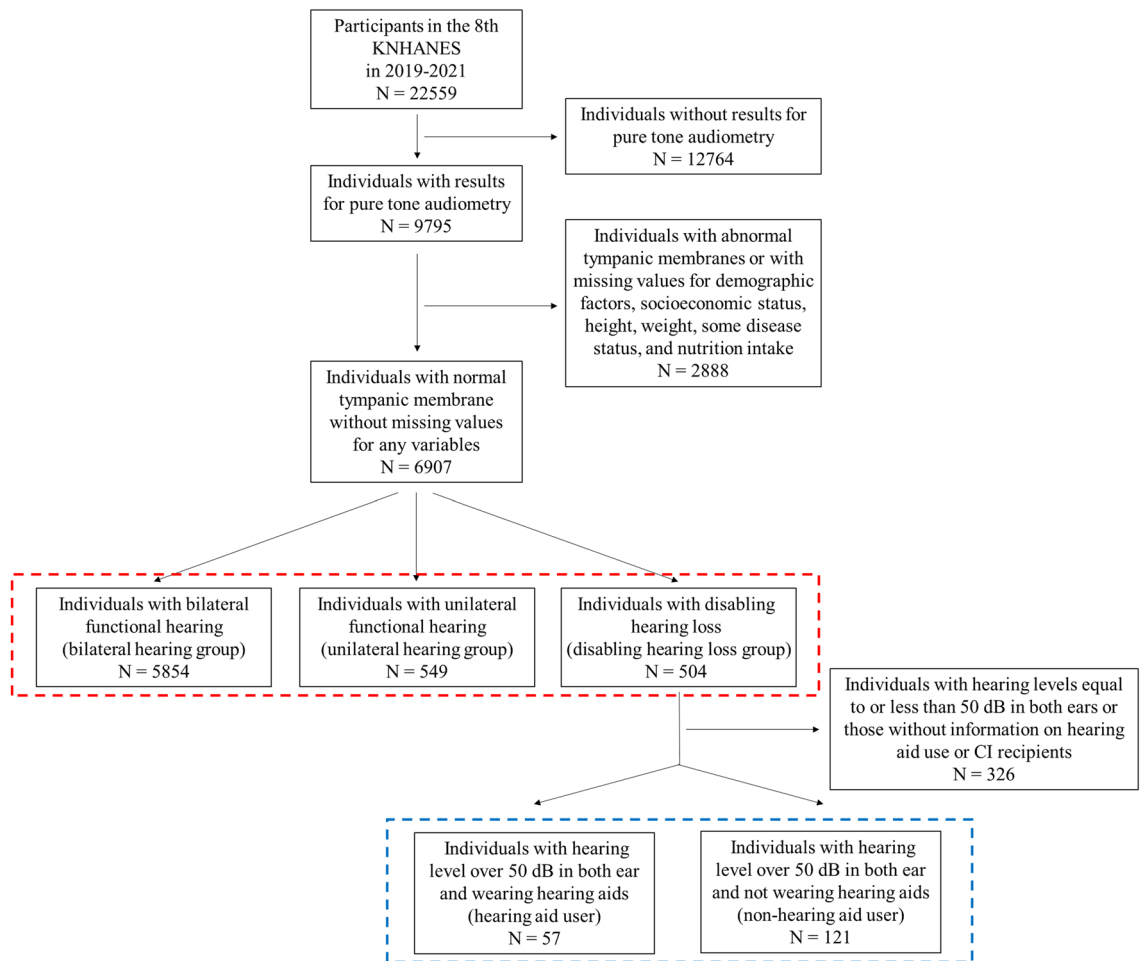 Participants in the 8th
KNHANES
in 2019-2021
N = 22559
Individuals without results for
pure tone audiometry
N = 12764
Individuals with results
for pure tone audiometry
N = 9795
Individuals with abnormal
tympanic membranes or with
missing values for demographic
factors, socioeconomic status,
height, weight, some disease
status, and nutrition intake
N = 2888
Individuals with normal
tympanic membrane
without missing values
for any variables
N = 6907
Individuals with bilateral
functional hearing
(bilateral hearing group)
N = 5854
Individuals with unilateral
functional hearing
(unilateral hearing group)
N = 549
Individuals with disabling
hearing loss
(disabling hearing loss group)
N = 504
Individuals with hearing levels equal
to or less than 50 dB in both ears or
those without information on hearing
aid use or CI recipients
N = 326
Individuals with hearing
level over 50 dB in both ear
and wearing hearing aids
(hearing aid user)
N = 57
Individuals with hearing
level over 50 dB in both ear
and not wearing hearing aids
(non-hearing aid user)
N = 121